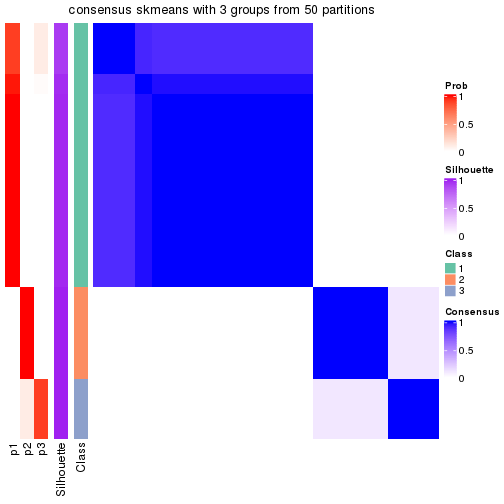 consensus skmeans with 3 groups from 50 partitions
Prob
1
0.5
0
Silhouette
1
0.5
0
Class
1
2
3
Consensus
1
0.5
0
p1
p2
p3
Silhouette
Class